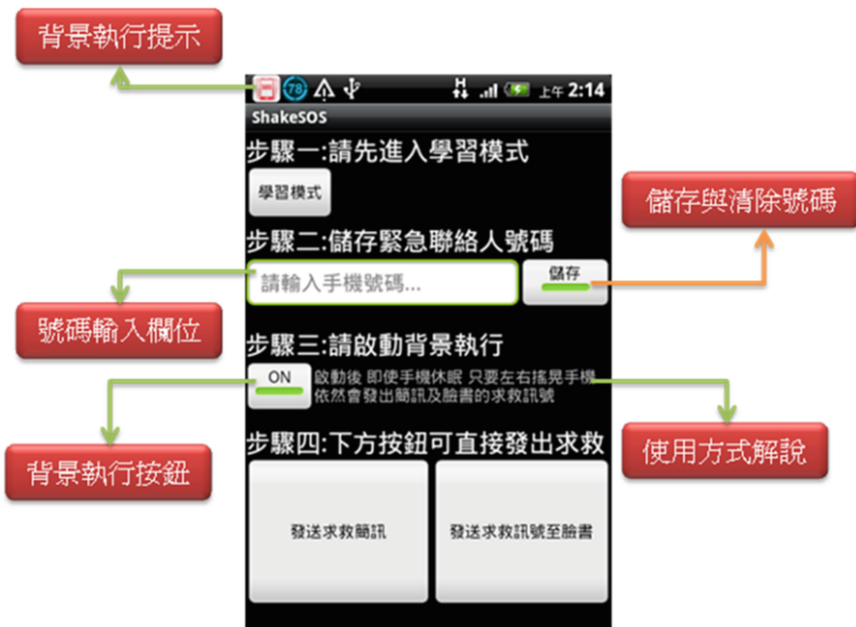 背景執行提示
78
H
上午 2:14
ShakeSOS
步驟一:請先進入學習模式
學習模式
儲存與清除號碼
步驟二:儲存緊急聯絡人號碼
請輸入手機號碼...
儲存
號碼輸入欄位
步驟三:請啟動背景執行
ON
啟動後 即使手機休眠 只要左右搖晃手機
依然會發出簡訊及臉書的求救訊號
步驟四:下方按鈕可直接發出求救
使用方式解說
背景執行按鈕
發送求救簡訊
發送求救訊號至臉書